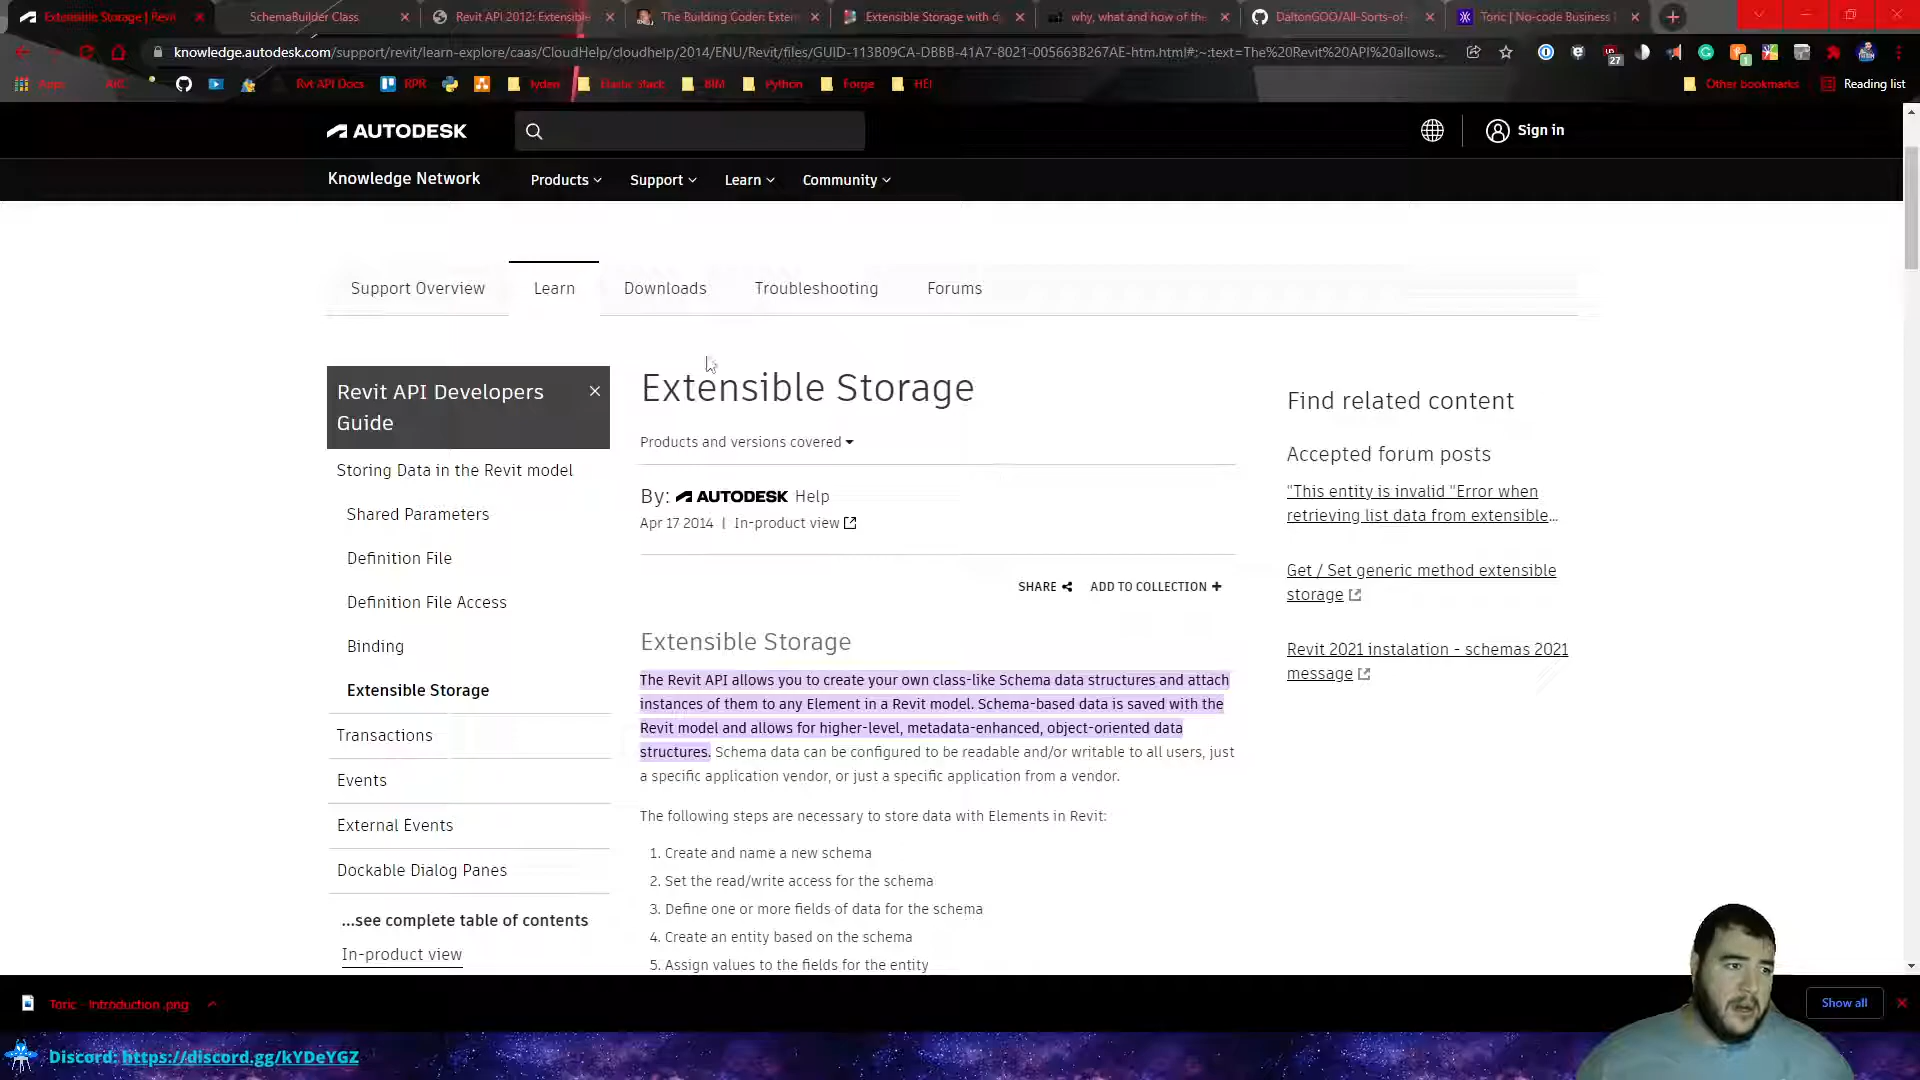 Extensible Storage | Revit
SchemaBuilder Class
Revit API 2012: Extensible
The Building Coder: Exten
Extensible Storage with d
why, what and how of the
DaltonGOO/All-Sorts-of-
Toric | No-code Business I
knowledge.autodesk.com/support/revit/learn-explore/caas/CloudHelp/cloudhelp/2014/ENU/Revit/files/GUID-113B09CA-DBBB-41A7-8021-005663B267AE-htm.html#:~:text=The%20Revit%20API%20allows...
27
1
Apps
ARC
Rvt API Docs
RPR
lyden
Elastic Stack
BIM
Python
Forge
HEI
Other bookmarks
Reading list
AUTODESK
Sign in
Knowledge Network
Products
Support
Learn
Community
Support Overview
Learn
Downloads
Troubleshooting
Forums
Revit API Developers
Guide
Storing Data in the Revit model
Shared Parameters
Definition File
Definition File Access
Binding
Extensible Storage
Transactions
Events
External Events
Dockable Dialog Panes
...see complete table of contents
In-product view
Extensible Storage
Products and versions covered
By: AUTODESK Help
Apr 17 2014 | In-product view
SHARE
ADD TO COLLECTION +
Extensible Storage
The Revit API allows you to create your own class-like Schema data structures and attach
instances of them to any Element in a Revit model. Schema-based data is saved with the
Revit model and allows for higher-level, metadata-enhanced, object-oriented data
structures. Schema data can be configured to be readable and/or writable to all users, just
a specific application vendor, or just a specific application from a vendor.
The following steps are necessary to store data with Elements in Revit:
1. Create and name a new schema
2. Set the read/write access for the schema
3. Define one or more fields of data for the schema
4. Create an entity based on the schema
5. Assign values to the fields for the entity
Find related content
Accepted forum posts
"This entity is invalid "Error when
retrieving list data from extensible...
Get / Set generic method extensible
storage
Revit 2021 instalation - schemas 2021
message
Toric - Introduction .png
Show all
Discord: https://discord.gg/kYDeYGZ